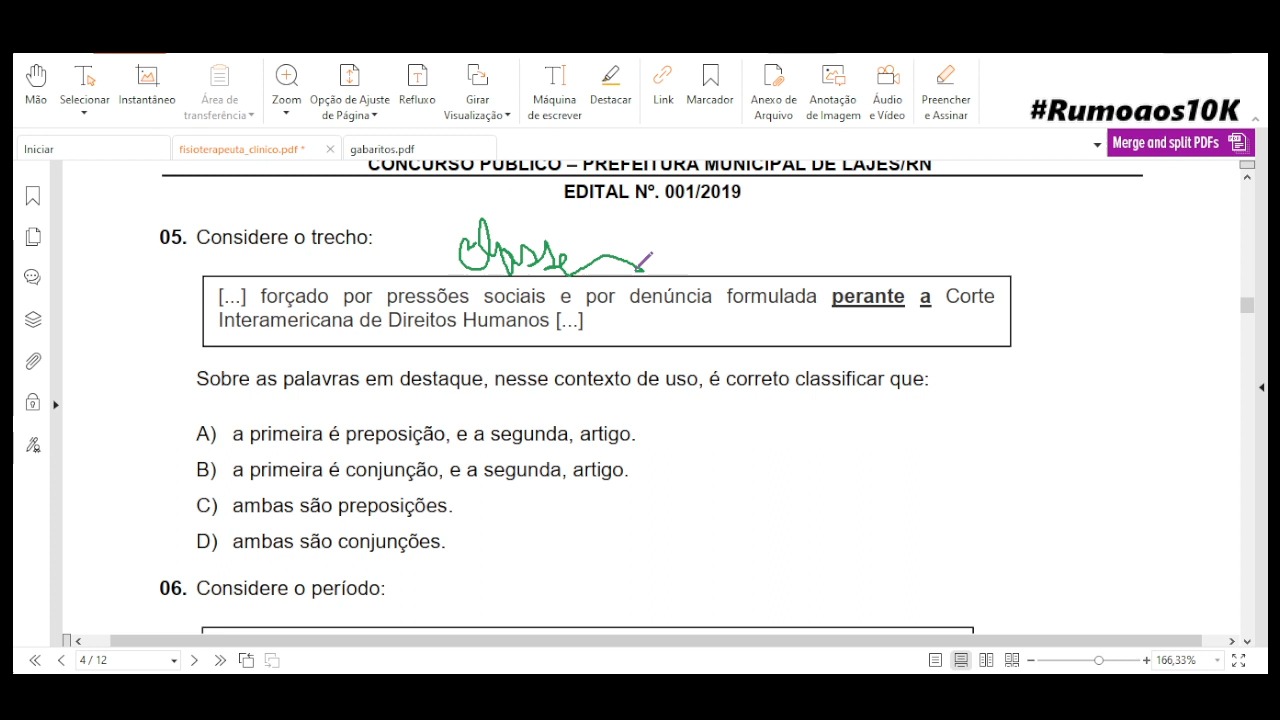 Mão
Selecionar
Instantâneo
Área de transferência
Zoom
Opção de Ajuste de Página
Refluxo
Girar Visualização
Máquina de escrever
Destacar
Link
Marcador
Anexo de Arquivo
Anotação de Imagem
Áudio e Vídeo
Preencher e Assinar
#Rumoaos10K
Iniciar
fisioterapeuta_clínico.pdf *
gabaritos.pdf
Merge and split PDFs
CONCURSO PÚBLICO – PREFEITURA MUNICIPAL DE LAJES/RN
EDITAL Nº. 001/2019
05. Considere o trecho:
[...] forçado por pressões sociais e por denúncia formulada perante a Corte
Interamericana de Direitos Humanos [...]
Sobre as palavras em destaque, nesse contexto de uso, é correto classificar que:
A) a primeira é preposição, e a segunda, artigo.
B) a primeira é conjunção, e a segunda, artigo.
C) ambas são preposições.
D) ambas são conjunções.
06. Considere o período:
4 / 12
166,33%